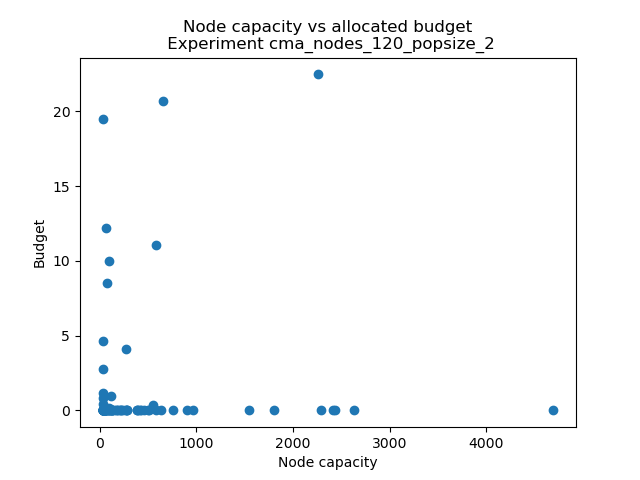 Node capacity vs allocated budget
Experiment cma_nodes_120_popsize_2
20
15
10
5
0
Budget
0 1000 2000 3000 4000
Node capacity